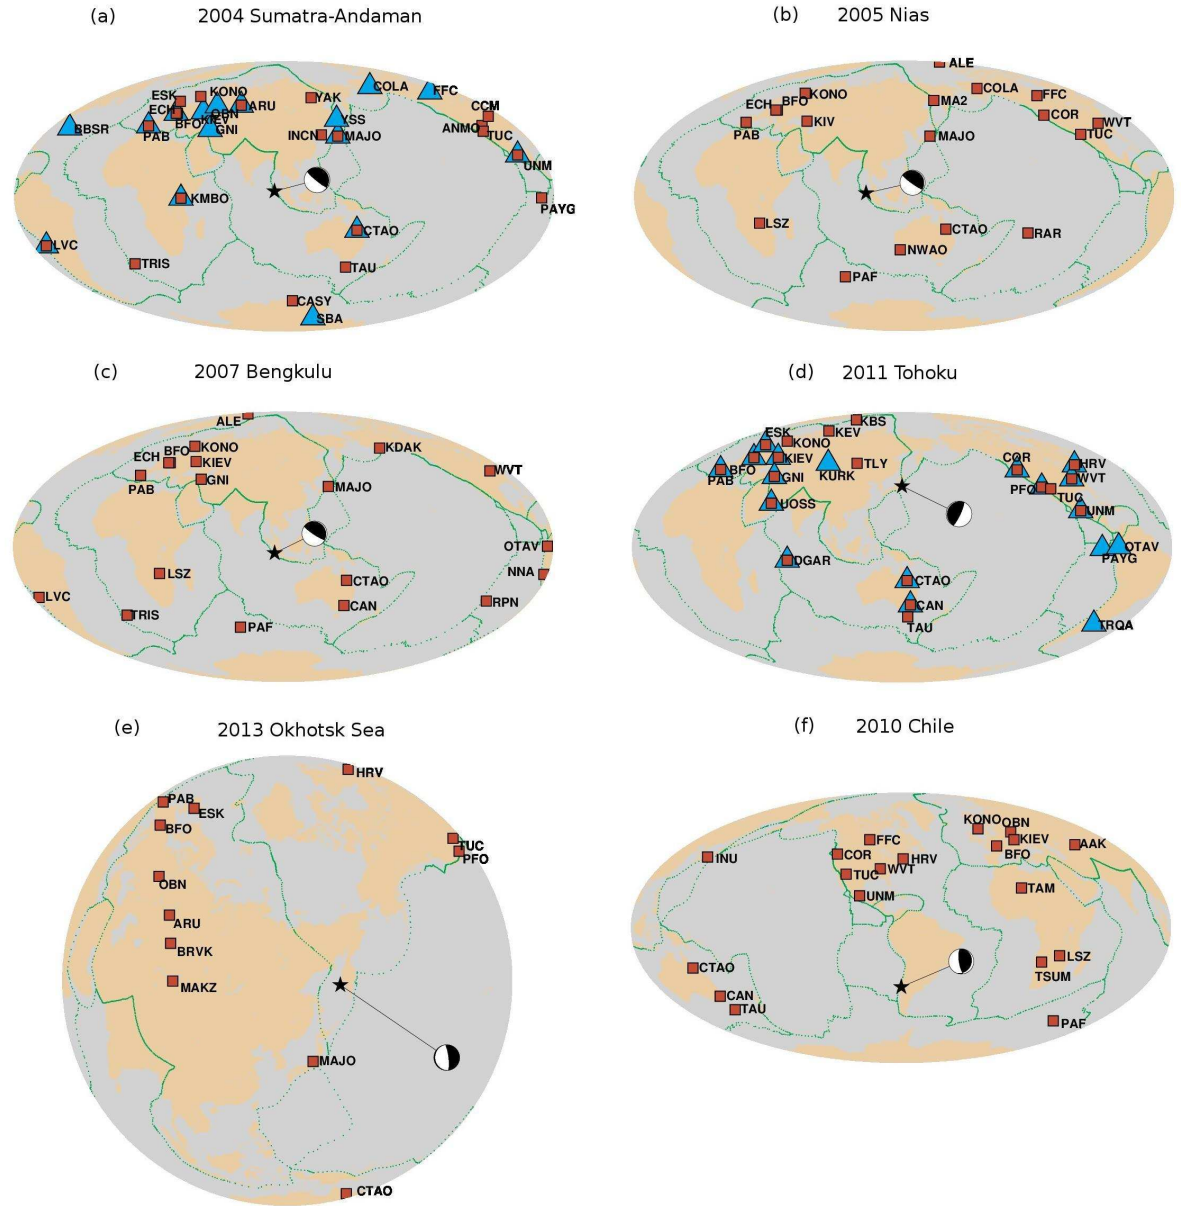 (a) 2004 Sumatra-Andaman
ESK KONO YAK COLA FFC
ECH OBN ARU CCM
BBSR PAB BFO KIEV GNI INCN YSS MAJO ANMO TUC
UNM
KMBO PAYG
LVC CTAO
TRIS TAU
CASY
SBA
(b) 2005 Nias
ALE
COLA
KONO MA2 FFC
ECH BFO COR
PAB KIV MAJO WVT
TUC
LSZ CTAO RAR
NWAO
PAF
(c) 2007 Bengkulu
ALE
BFO KONO KDAK
ECH KIEV WVT
PAB GNI MAJO
OTAV
LSZ CTAO NNA
LVC CAN RPN
TRIS PAF
(d) 2011 Tohoku
KBS
ESK KONO KEV
KIEV TLY COR HRV
PAB BFO GNI KURK PFO TUC WVT
UOSS UNM
DGAR OTAV
PAYG
CTAO
CAN
TAU TRQA
(e) 2013 Okhotsk Sea
HRV
PAB
ESK
BFO
TUC
PFO
OBN
ARU
BRVK
MAKZ
MAJO
CTAO
(f) 2010 Chile
KONO OBN
FFC KIEV AAK
INU COR HRV BFO
TUC WVT
UNM TAM
CTAO LSZ
TSUM
CAN
TAU
PAF